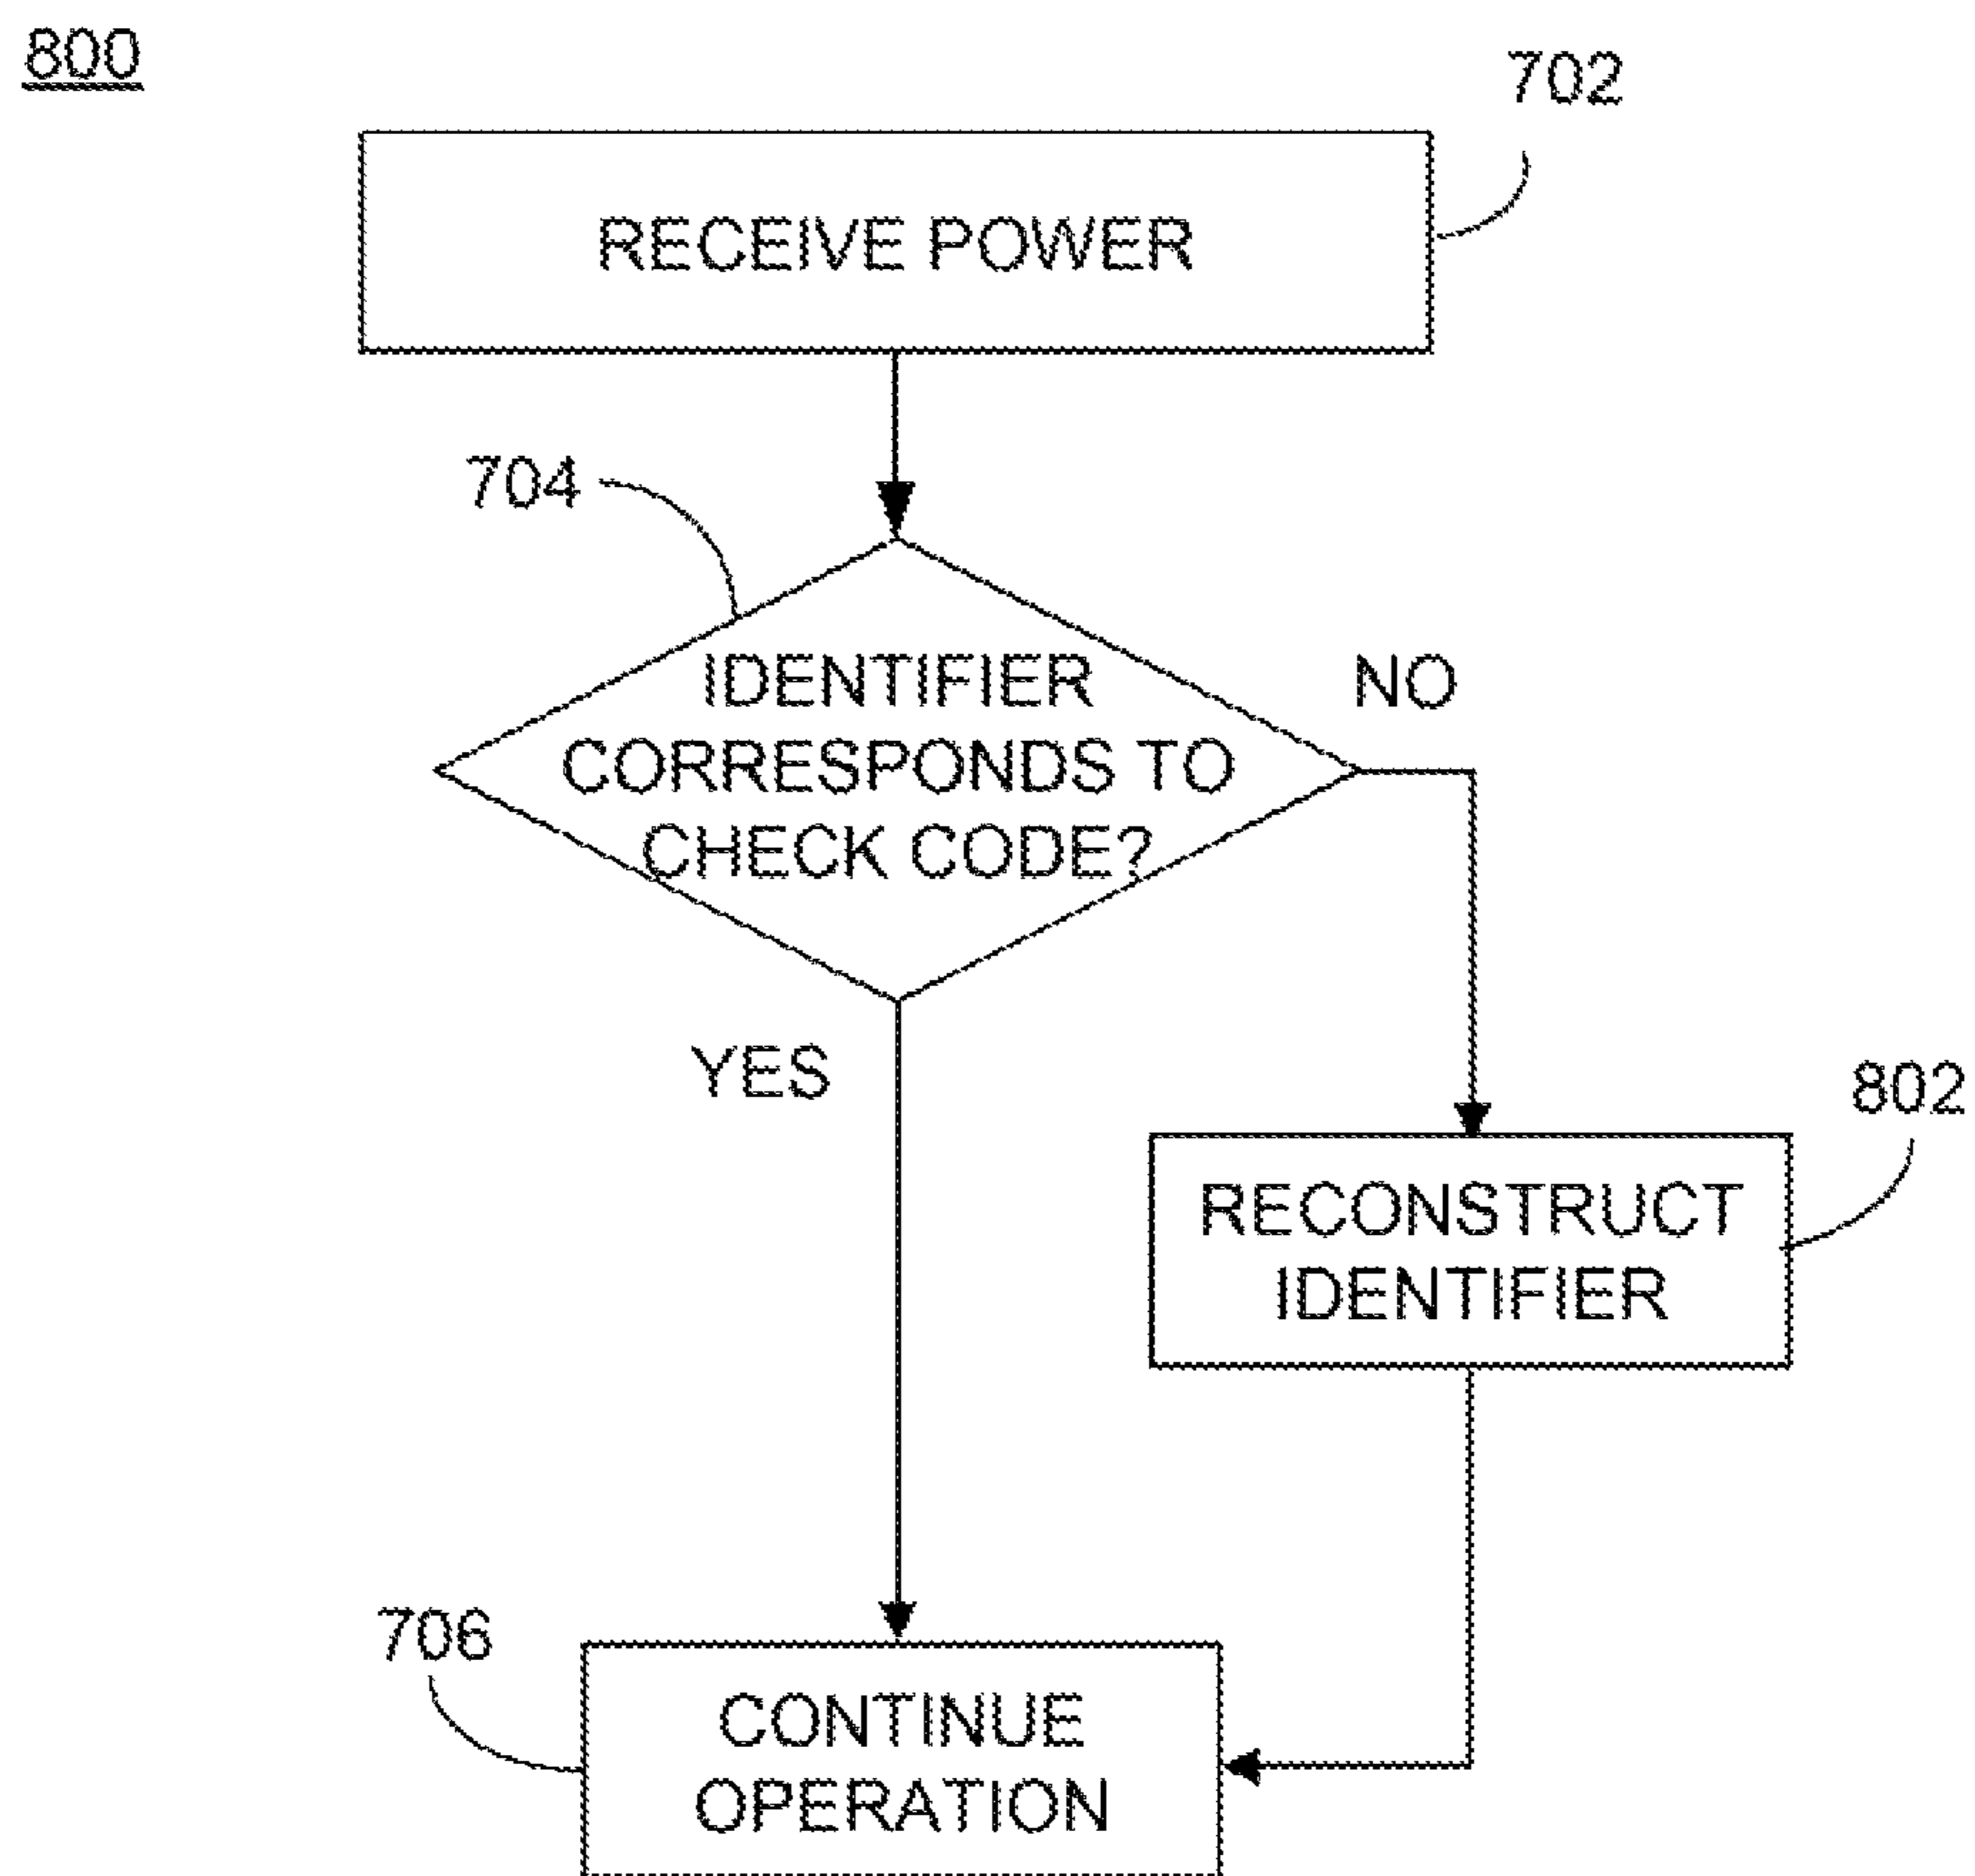 800
702
RECEIVE POWER
704
IDENTIFIER
CORRESPONDS TO
CHECK CODE?
NO
YES
802
RECONSTRUCT
IDENTIFIER
706
CONTINUE
OPERATION